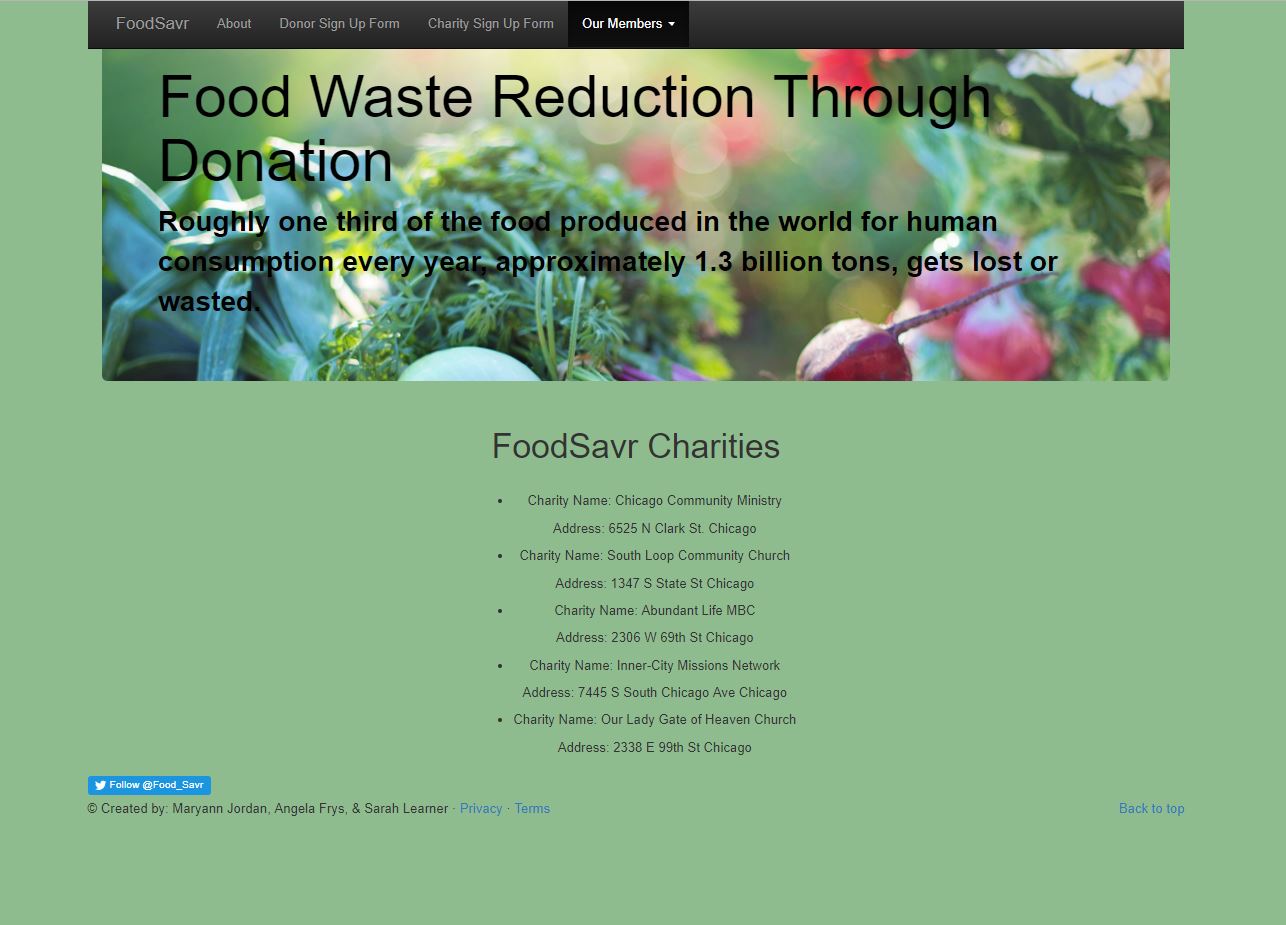 FoodSavr About Donor Sign Up Form Charity Sign Up Form Our Members
Food Waste Reduction Through
Donation
Roughly one third of the food produced in the world for human
consumption every year, approximately 1.3 billion tons, gets lost or
wasted.
FoodSavr Charities
• Charity Name: Chicago Community Ministry
Address: 6525 N Clark St. Chicago
• Charity Name: South Loop Community Church
Address: 1347 S State St Chicago
• Charity Name: Abundant Life MBC
Address: 2306 W 69th St Chicago
• Charity Name: Inner-City Missions Network
Address: 7445 S South Chicago Ave Chicago
• Charity Name: Our Lady Gate of Heaven Church
Address: 2338 E 99th St Chicago
Follow @Food_Savr
© Created by: Maryann Jordan, Angela Frys, & Sarah Learner · Privacy · Terms Back to top